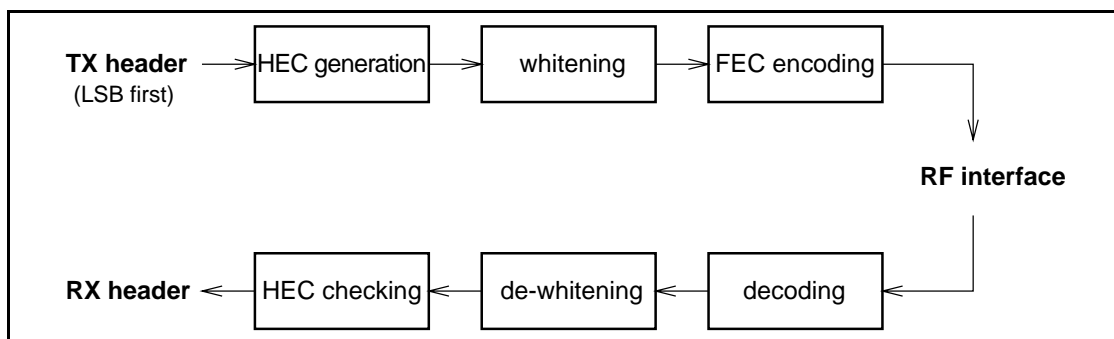 TX header
(LSB first)
HEC generation
whitening
FEC encoding
RF interface
RX header
HEC checking
de-whitening
decoding